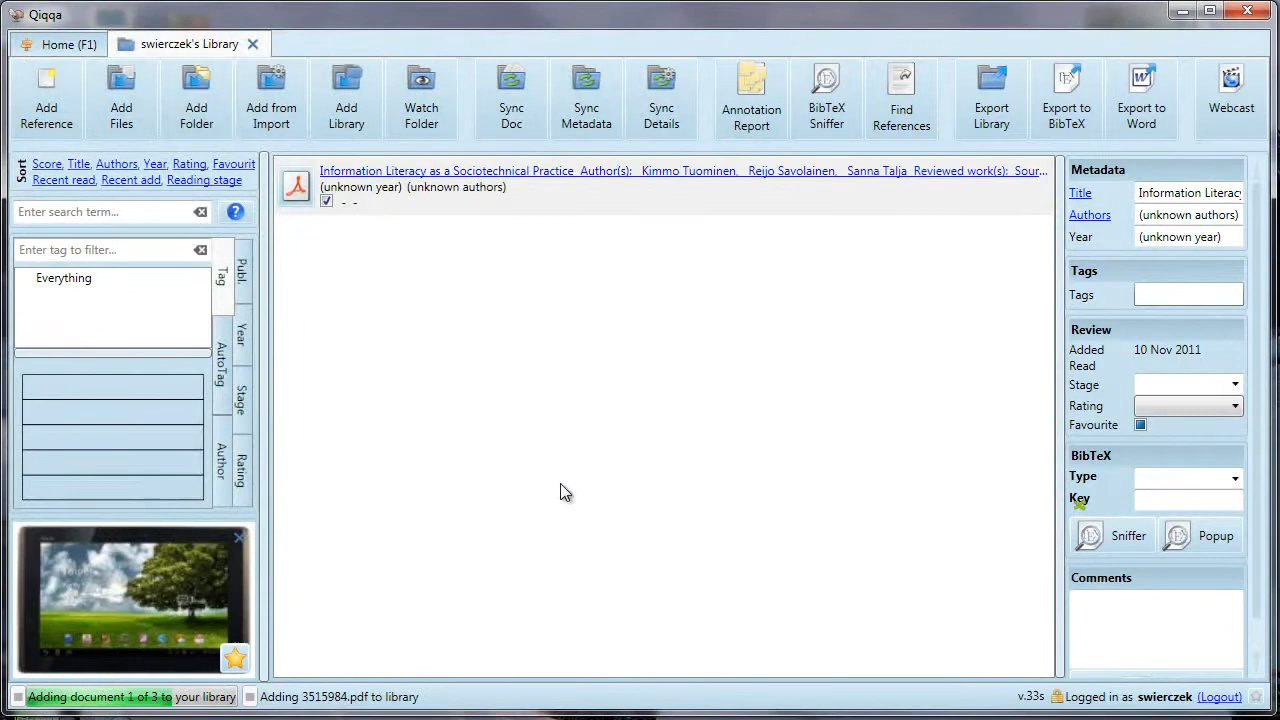 Qiqqa
Home (F1)
swierczek's Library
Add Reference
Add Files
Add Folder
Add from Import
Add Library
Watch Folder
Sync Doc
Sync Metadata
Sync Details
Annotation Report
BibTeX Sniffer
Find References
Export Library
Export to BibTeX
Export to Word
Webcast
Sort
Score, Title, Authors, Year, Rating, Favourit
Recent read, Recent add, Reading stage
Enter search term...
Enter tag to filter...
Everything
Tag
AutoTag
Author
Publ.
Year
Stage
Rating
Information Literacy as a Sociotechnical Practice Author(s): Kimmo Tuominen, Reijo Savolainen, Sanna Talja Reviewed work(s): Sour...
(unknown year) (unknown authors)
- -
Metadata
Title Information Literacy
Authors (unknown authors)
Year (unknown year)
Tags
Tags
Review
Added 10 Nov 2011
Read
Stage
Rating
Favourite
BibTeX
Type
Key
Sniffer
Popup
Comments
Adding document 1 of 3 to your library
Adding 3515984.pdf to library
v.33s
Logged in as swierczek (Logout)